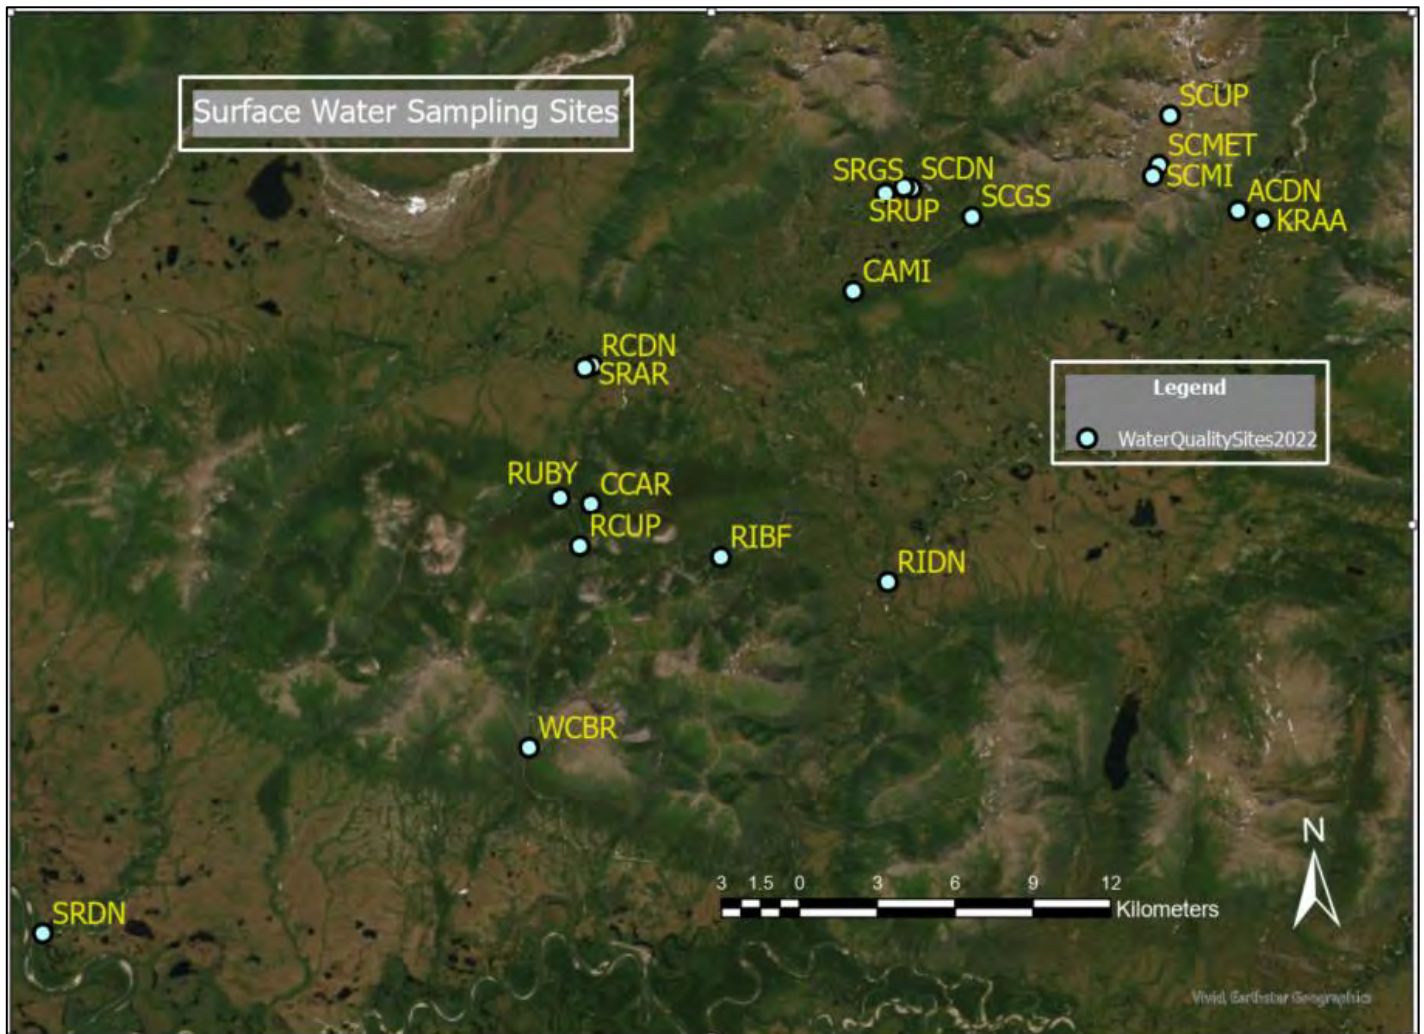 Surface Water Sampling Sites
SCUP
SCMET
SCMI
SRGS
SCDN
SRUP
SCGS
ACDN
KRAA
CAMI
RCDN
SRAR
Legend
WaterQualitySites2022
RUBY
CCAR
RCUP
RIBF
RIDN
WCBR
N
3 1.5 0 3 6 9 12
Kilometers
SRDN
Vivid, Earthstar Geographics